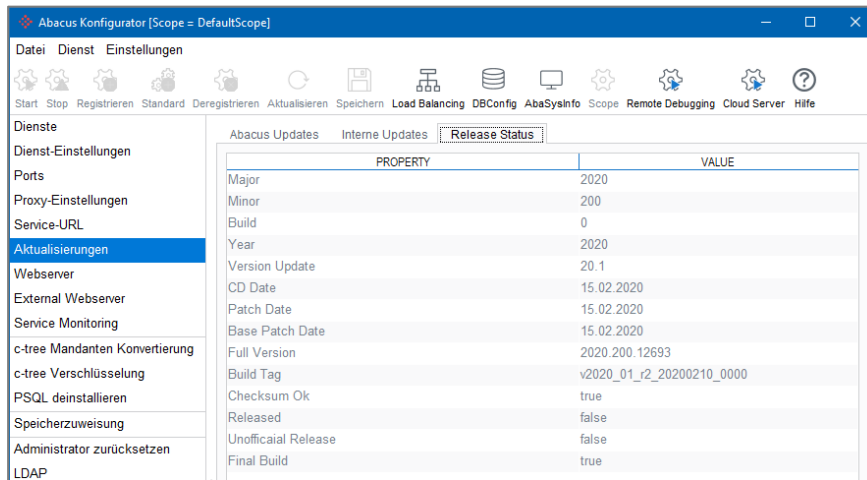 Abacus Konfigurator [Scope = DefaultScope]
Datei Dienst Einstellungen
Start Stop Registrieren Standard Deregistrieren Aktualisieren Speichern Load Balancing DBConfig AbaSysInfo Scope Remote Debugging Cloud Server Hilfe
Dienste
Dienst-Einstellungen
Ports
Proxy-Einstellungen
Service-URL
Aktualisierungen
Webserver
External Webserver
Service Monitoring
c-tree Mandanten Konvertierung
c-tree Verschlüsselung
PSQL deinstallieren
Speicherzuweisung
Administrator zurücksetzen
LDAP
Abacus Updates Interne Updates Release Status
PROPERTY VALUE
Major 2020
Minor 200
Build 0
Year 2020
Version Update 20.1
CD Date 15.02.2020
Patch Date 15.02.2020
Base Patch Date 15.02.2020
Full Version 2020.200.12693
Build Tag v2020_01_r2_20200210_0000
Checksum Ok true
Released false
Unofficaial Release false
Final Build true